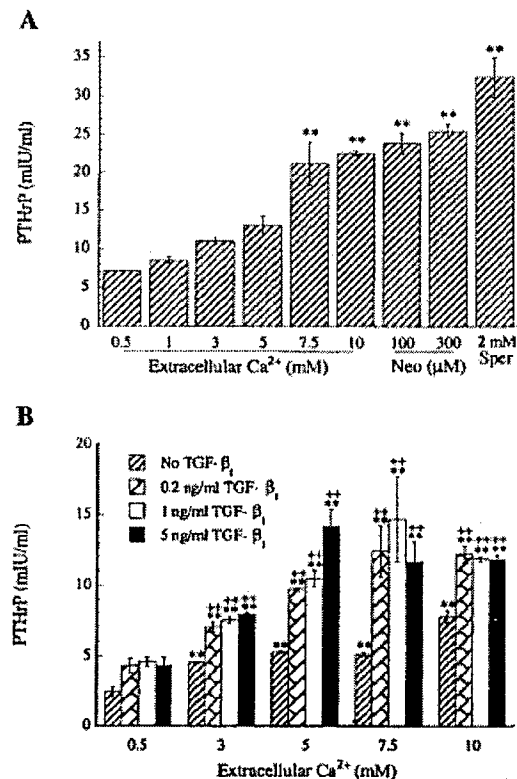 A
PTHrP (mIU/ml)
35
30
25
20
15
10
5
0
** ** ** ** **
0.5 1 3 5 7.5 10 100 300 2 mM
Extracellular Ca²⁺ (mM) Neo (μM) Sper
B
PTHrP (mIU/ml)
20
15
10
5
0
No TGF- β₁
0.2 ng/ml TGF- β₁
1 ng/ml TGF- β₁
5 ng/ml TGF- β₁
++ ++ ++ ++ ++ ++ ++ ++ ++ ++ ++ ++
** ** ** ** ** ** ** ** ** ** ** ** ** ** ** **
0.5 3 5 7.5 10
Extracellular Ca²⁺ (mM)